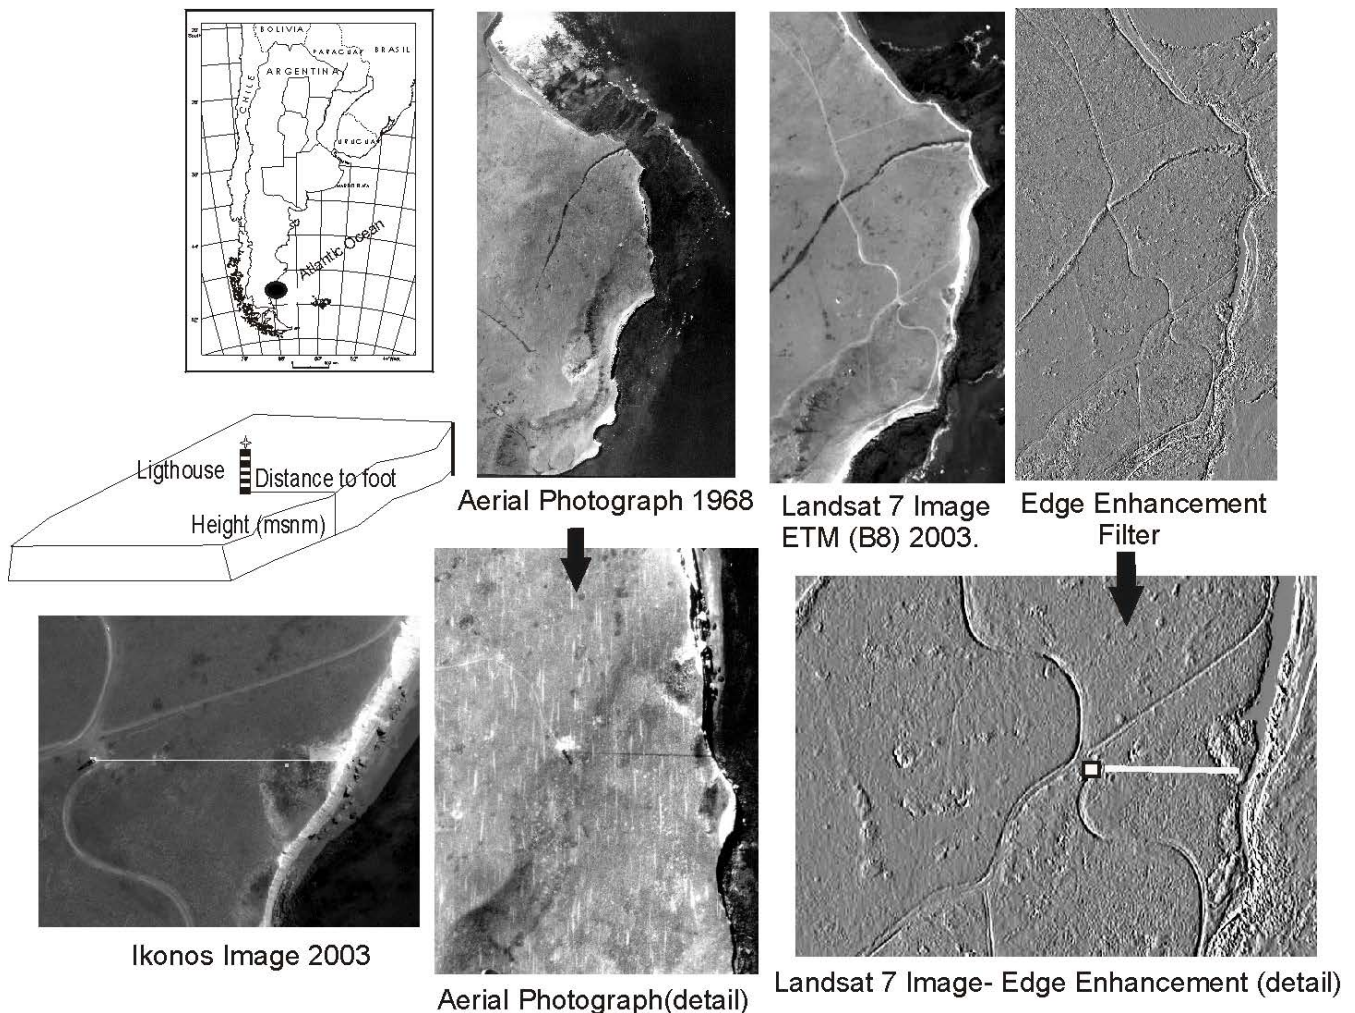 BOLIVIA
PARAGUAY
BRASIL
ARGENTINA
CHILE
URUGUAY
Atlantic Ocean
Ligthouse
Distance to foot
Height (msnm)
Aerial Photograph 1968
Landsat 7 Image
ETM (B8) 2003.
Edge Enhancement
Filter
Ikonos Image 2003
Aerial Photograph(detail)
Landsat 7 Image- Edge Enhancement (detail)